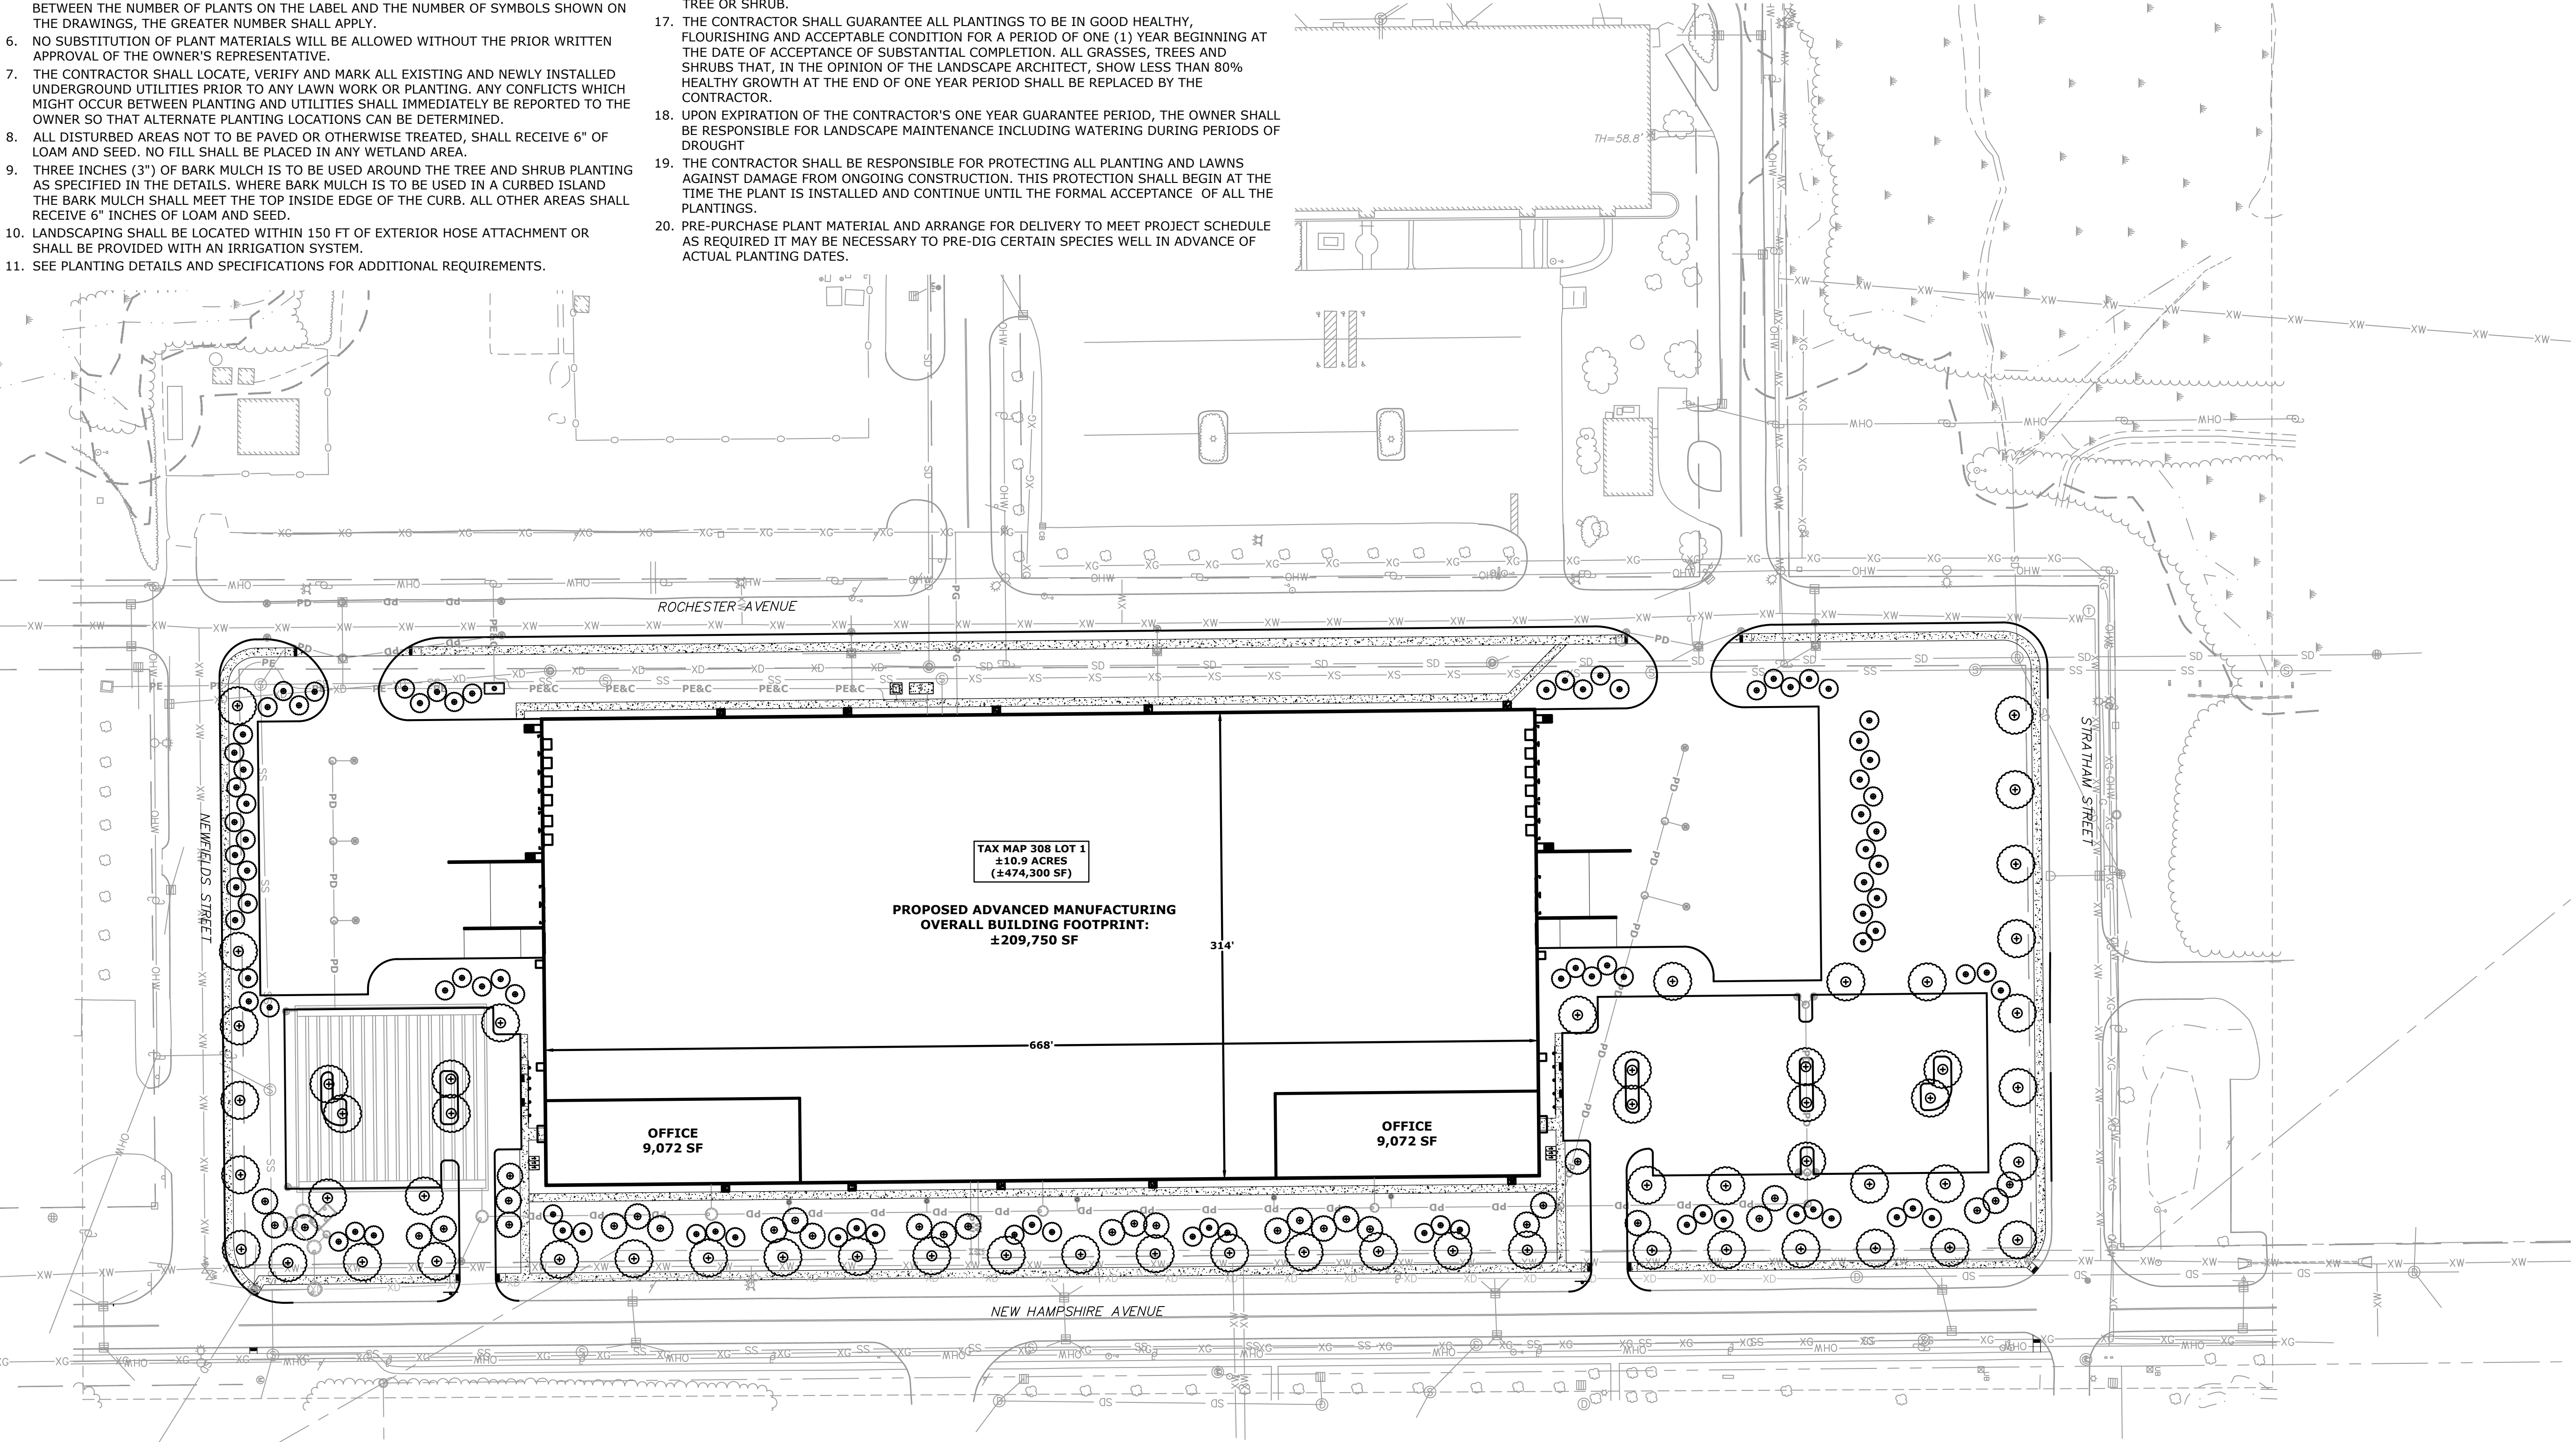 BETWEEN THE NUMBER OF PLANTS ON THE LABEL AND THE NUMBER OF SYMBOLS SHOWN ON
THE DRAWINGS, THE GREATER NUMBER SHALL APPLY.
6. NO SUBSTITUTION OF PLANT MATERIALS WILL BE ALLOWED WITHOUT THE PRIOR WRITTEN
APPROVAL OF THE OWNER'S REPRESENTATIVE.
7. THE CONTRACTOR SHALL LOCATE, VERIFY AND MARK ALL EXISTING AND NEWLY INSTALLED
UNDERGROUND UTILITIES PRIOR TO ANY LAWN WORK OR PLANTING. ANY CONFLICTS WHICH
MIGHT OCCUR BETWEEN PLANTING AND UTILITIES SHALL IMMEDIATELY BE REPORTED TO THE
OWNER SO THAT ALTERNATE PLANTING LOCATIONS CAN BE DETERMINED.
8. ALL DISTURBED AREAS NOT TO BE PAVED OR OTHERWISE TREATED, SHALL RECEIVE 6" OF
LOAM AND SEED. NO FILL SHALL BE PLACED IN ANY WETLAND AREA.
9. THREE INCHES (3") OF BARK MULCH IS TO BE USED AROUND THE TREE AND SHRUB PLANTING
AS SPECIFIED IN THE DETAILS. WHERE BARK MULCH IS TO BE USED IN A CURBED ISLAND
THE BARK MULCH SHALL MEET THE TOP INSIDE EDGE OF THE CURB. ALL OTHER AREAS SHALL
RECEIVE 6" INCHES OF LOAM AND SEED.
10. LANDSCAPING SHALL BE LOCATED WITHIN 150 FT OF EXTERIOR HOSE ATTACHMENT OR
SHALL BE PROVIDED WITH AN IRRIGATION SYSTEM.
11. SEE PLANTING DETAILS AND SPECIFICATIONS FOR ADDITIONAL REQUIREMENTS.
TREE OR SHRUB.
17. THE CONTRACTOR SHALL GUARANTEE ALL PLANTINGS TO BE IN GOOD HEALTHY,
FLOURISHING AND ACCEPTABLE CONDITION FOR A PERIOD OF ONE (1) YEAR BEGINNING AT
THE DATE OF ACCEPTANCE OF SUBSTANTIAL COMPLETION. ALL GRASSES, TREES AND
SHRUBS THAT, IN THE OPINION OF THE LANDSCAPE ARCHITECT, SHOW LESS THAN 80%
HEALTHY GROWTH AT THE END OF ONE YEAR PERIOD SHALL BE REPLACED BY THE
CONTRACTOR.
18. UPON EXPIRATION OF THE CONTRACTOR'S ONE YEAR GUARANTEE PERIOD, THE OWNER SHALL
BE RESPONSIBLE FOR LANDSCAPE MAINTENANCE INCLUDING WATERING DURING PERIODS OF
DROUGHT
19. THE CONTRACTOR SHALL BE RESPONSIBLE FOR PROTECTING ALL PLANTING AND LAWNS
AGAINST DAMAGE FROM ONGOING CONSTRUCTION. THIS PROTECTION SHALL BEGIN AT THE
TIME THE PLANT IS INSTALLED AND CONTINUE UNTIL THE FORMAL ACCEPTANCE OF ALL THE
PLANTINGS.
20. PRE-PURCHASE PLANT MATERIAL AND ARRANGE FOR DELIVERY TO MEET PROJECT SCHEDULE
AS REQUIRED IT MAY BE NECESSARY TO PRE-DIG CERTAIN SPECIES WELL IN ADVANCE OF
ACTUAL PLANTING DATES.
TH=58.8'
ROCHESTER AVENUE
NEWFIELDS STREET
STRATHAM STREET
TAX MAP 308 LOT 1
±10.9 ACRES
(±474,300 SF)
PROPOSED ADVANCED MANUFACTURING
OVERALL BUILDING FOOTPRINT:
±209,750 SF
314'
668'
OFFICE
9,072 SF
OFFICE
9,072 SF
NEW HAMPSHIRE AVENUE